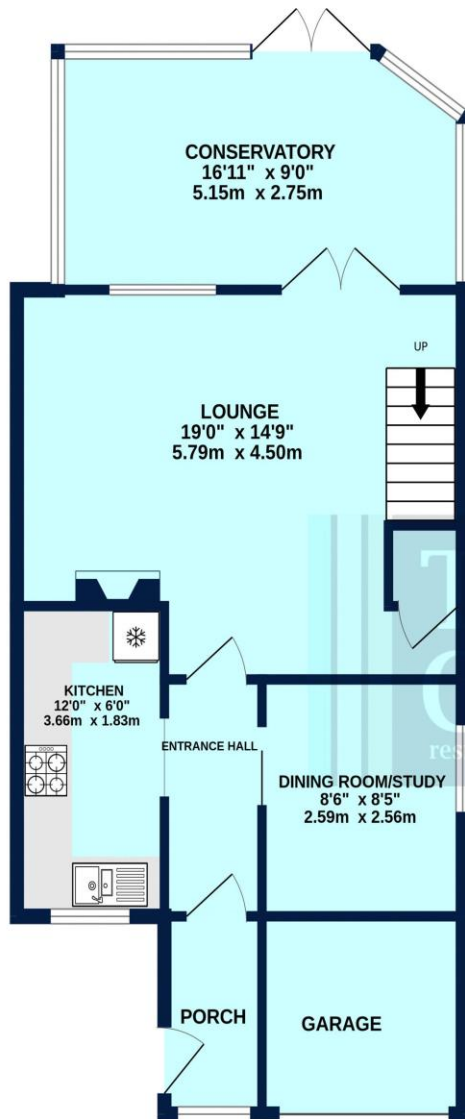 CONSERVATORY
16'11" x 9'0"
5.15m x 2.75m
UP
LOUNGE
19'0" x 14'9"
5.79m x 4.50m
KITCHEN
12'0" x 6'0"
3.66m x 1.83m
ENTRANCE HALL
DINING ROOM/STUDY
8'6" x 8'5"
2.59m x 2.56m
PORCH
GARAGE